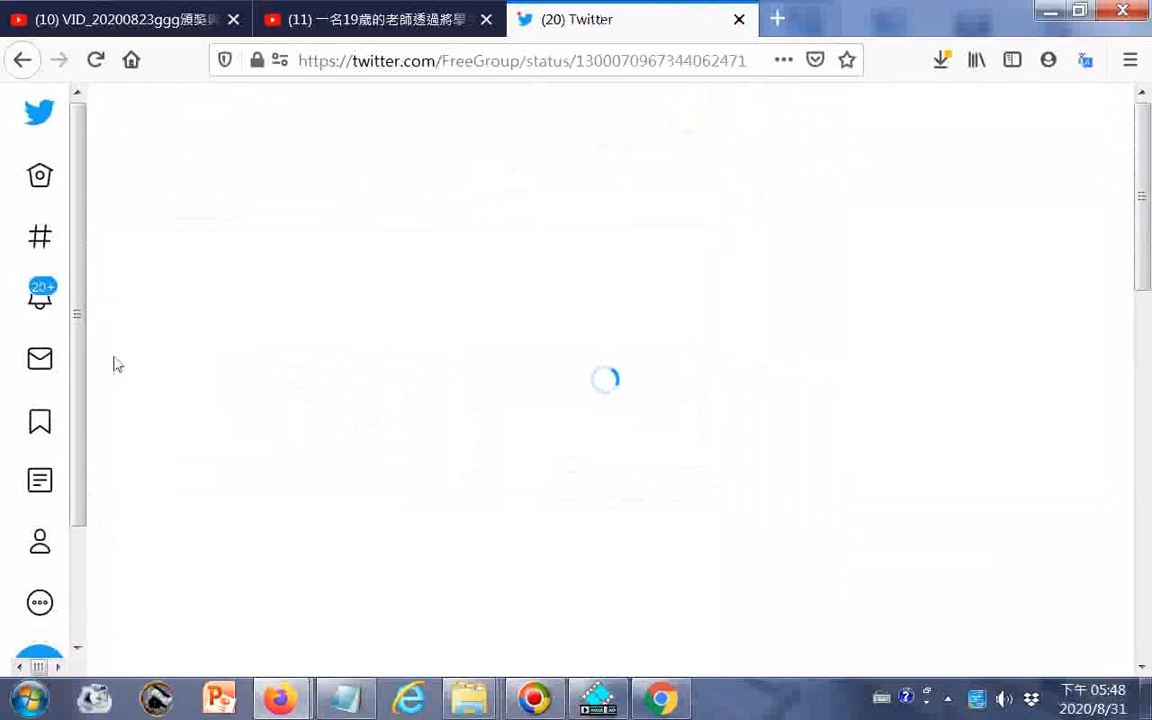 (10) VID_20200823ggg頒獎
(11) 一名19歲的老師透過將學
(20) Twitter
https://twitter.com/FreeGroup/status/1300070967344062471
20+
下午 05:48
2020/8/31